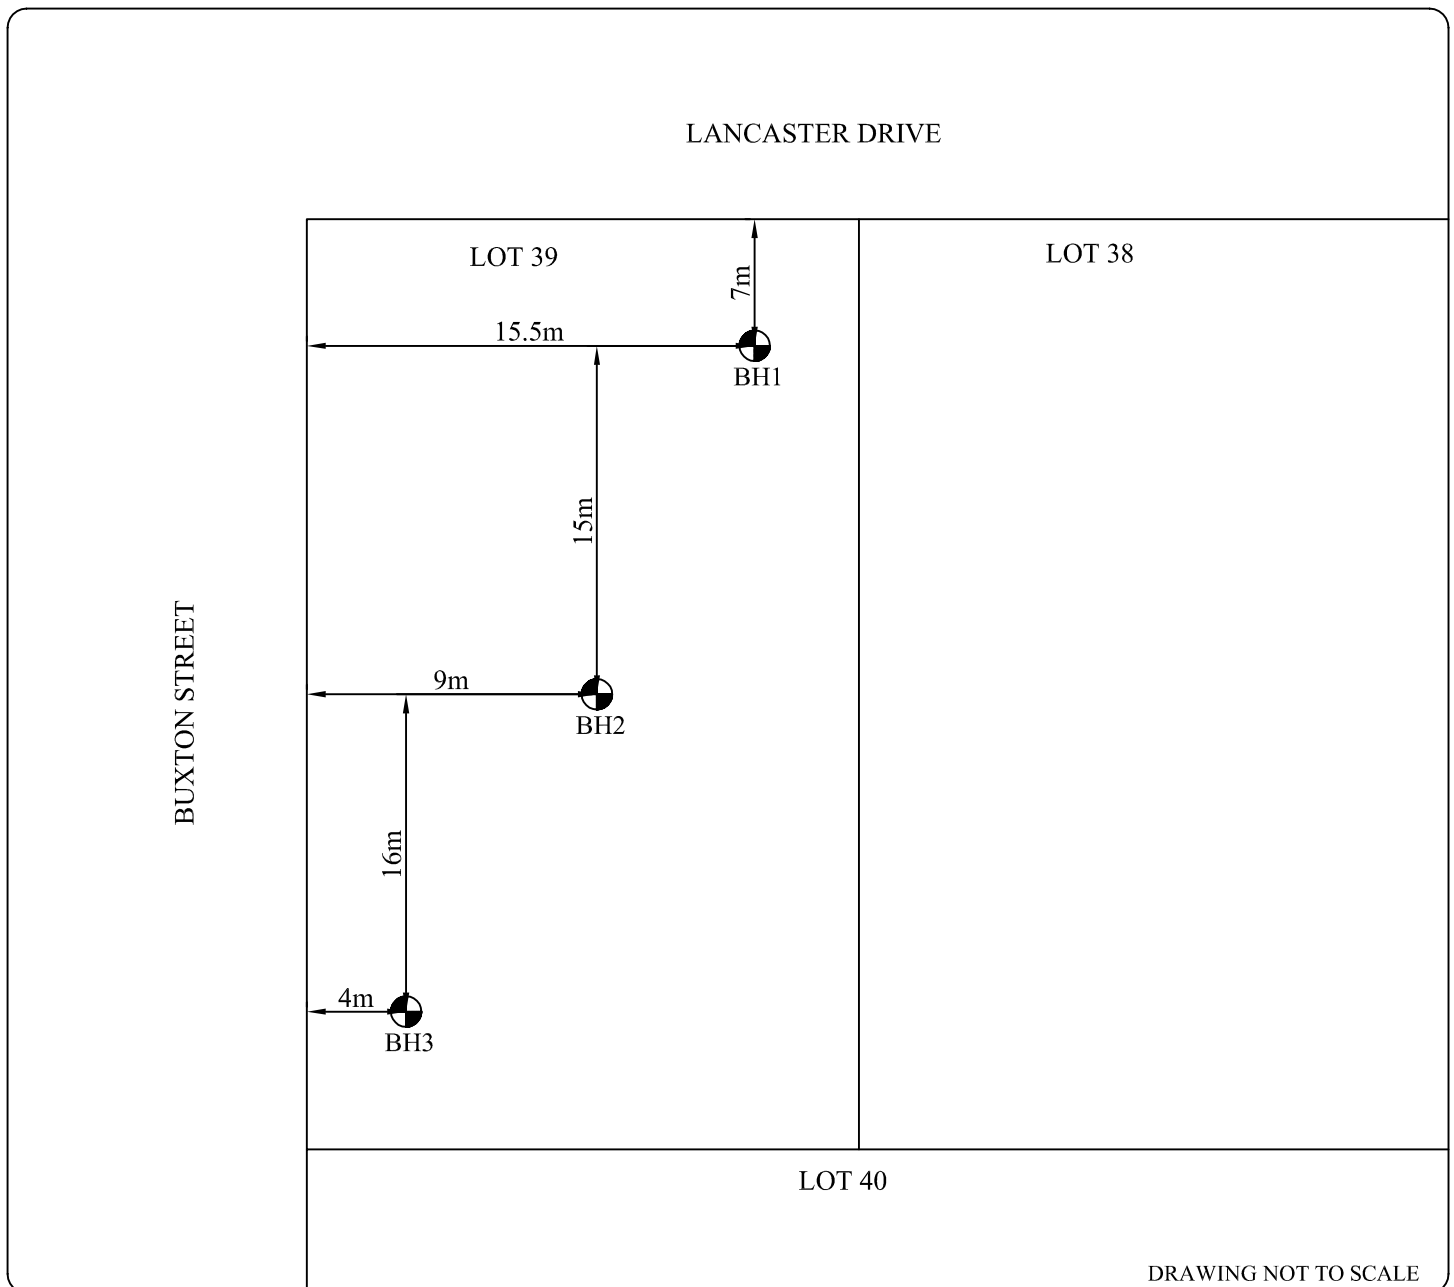 LANCASTER DRIVE
LOT 39
LOT 38
7m
15.5m
BH1
15m
BUXTON STREET
9m
BH2
16m
4m
BH3
LOT 40
DRAWING NOT TO SCALE